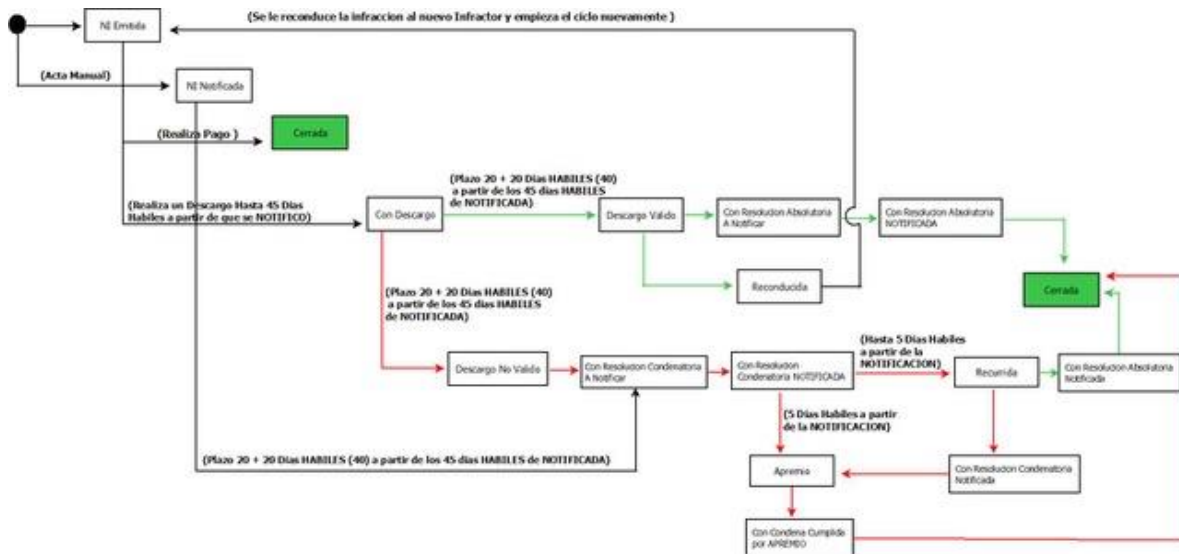 (Se le reconduce la infraccion al nuevo Infractor y empieza el ciclo nuevamente )
NI Emitida
(Acta Manual)
NI Notificada
(Realiza Pago )
Cerrada
(Realiza un Descargo Hasta 45 Dias
Habiles a partir de que se NOTIFICO)
Con Descargo
(Plazo 20 + 20 Dias HABILES (40)
a partir de los 45 dias HABILES
de NOTIFICADA)
Descargo Valido
Con Resolucion Absolutoria
A Notificar
Con Resolucion Absolutoria
NOTIFICADA
Reconducida
Cerrada
(Plazo 20 + 20 Dias HABILES (40)
a partir de los 45 dias HABILES
de NOTIFICADA)
Descargo No Valido
Con Resolucion Condenatoria
A Notificar
Con Resolucion
Condenatoria NOTIFICADA
(Hasta 5 Dias Habiles
a partir de la
NOTIFICACION)
Recurrida
Con Resolucion Absolutoria
Notificada
(5 Dias Habiles a partir
de la NOTIFICACION)
(Plazo 20 + 20 Dias HABILES (40) a partir de los 45 dias HABILES de NOTIFICADA)
Apremio
Con Resolucion Condenatoria
Notificada
Con Condena Cumplida
por APREMIO